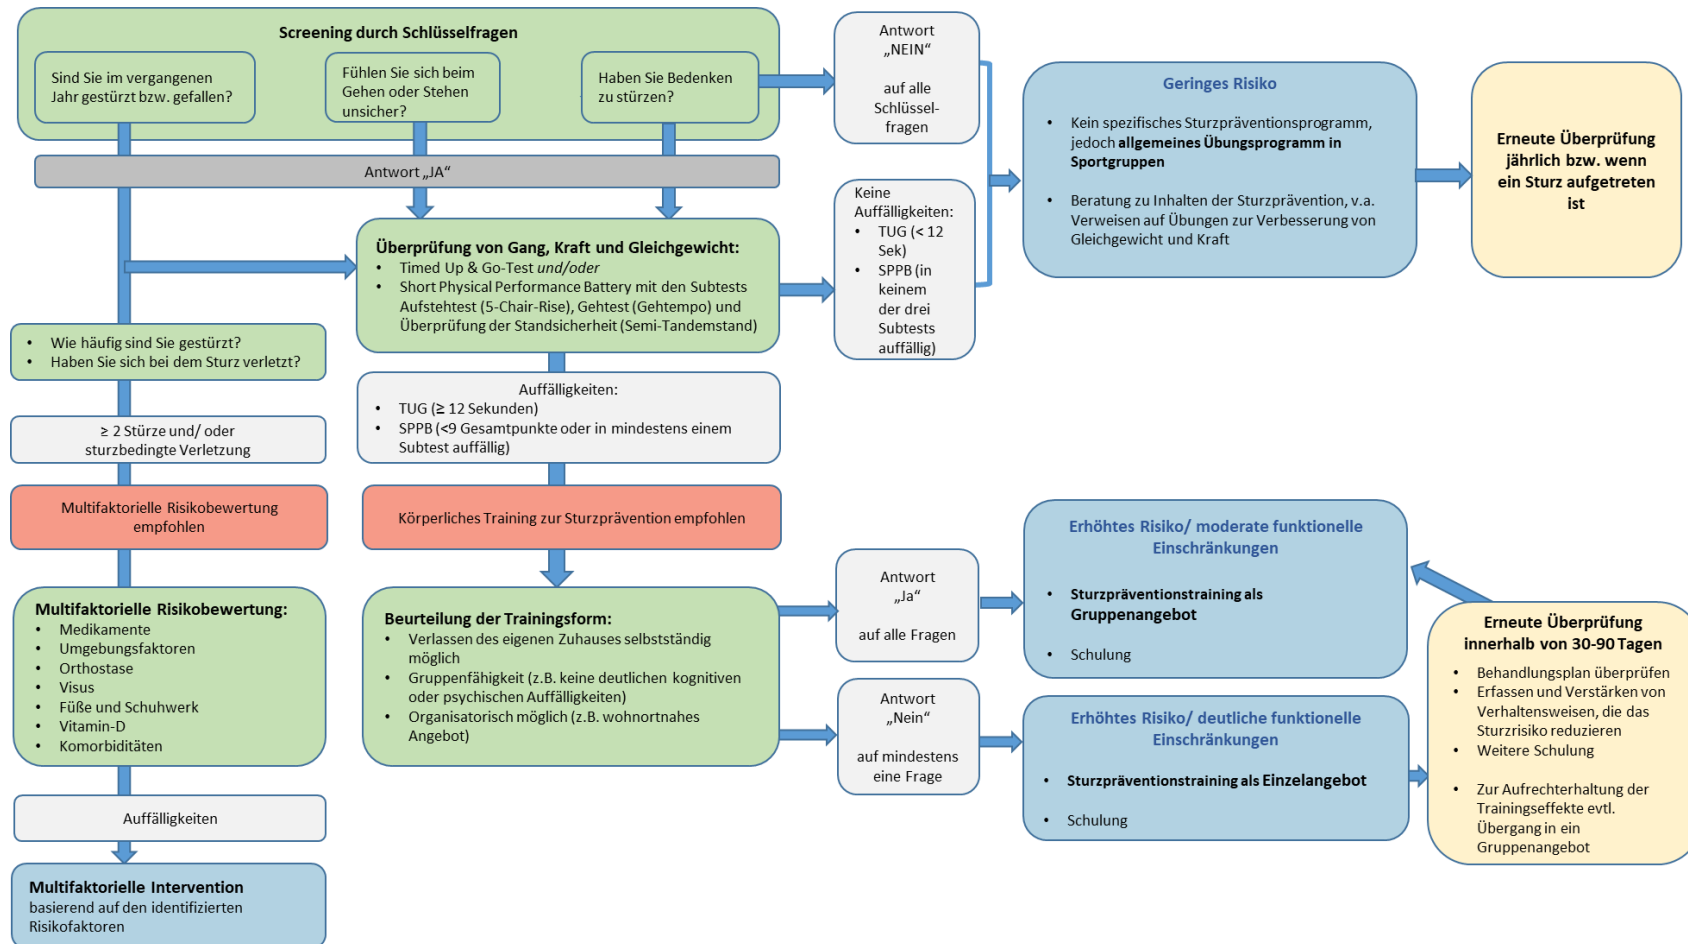 Screening durch Schlüsselfragen
Sind Sie im vergangenen
Jahr gestürzt bzw. gefallen?
Fühlen Sie sich beim
Gehen oder Stehen
unsicher?
Haben Sie Bedenken
zu stürzen?
Antwort
„NEIN“
auf alle
Schlüssel-
fragen
Antwort „JA“
Geringes Risiko
• Kein spezifisches Sturzpräventionsprogramm,
jedoch allgemeines Übungsprogramm in
Sportgruppen
• Beratung zu Inhalten der Sturzprävention, v.a.
Verweisen auf Übungen zur Verbesserung von
Gleichgewicht und Kraft
Erneute Überprüfung
jährlich bzw. wenn
ein Sturz aufgetreten
ist
Überprüfung von Gang, Kraft und Gleichgewicht:
• Timed Up & Go-Test und/oder
• Short Physical Performance Battery mit den Subtests
Aufstehtest (5-Chair-Rise), Gehtest (Gehtempo) und
Überprüfung der Standsicherheit (Semi-Tandemstand)
Keine
Auffälligkeiten:
• TUG (< 12
Sek)
• SPPB (in
keinem
der drei
Subtests
auffällig)
• Wie häufig sind Sie gestürzt?
• Haben Sie sich bei dem Sturz verletzt?
Auffälligkeiten:
• TUG (≥ 12 Sekunden)
• SPPB (<9 Gesamtpunkte oder in mindestens einem
Subtest auffällig)
≥ 2 Stürze und/ oder
sturzbedingte Verletzung
Multifaktorielle Risikobewertung
empfohlen
Körperliches Training zur Sturzprävention empfohlen
Multifaktorielle Risikobewertung:
• Medikamente
• Umgebungsfaktoren
• Orthostase
• Visus
• Füße und Schuhwerk
• Vitamin-D
• Komorbiditäten
Beurteilung der Trainingsform:
• Verlassen des eigenen Zuhauses selbstständig
möglich
• Gruppenfähigkeit (z.B. keine deutlichen kognitiven
oder psychischen Auffälligkeiten)
• Organisatorisch möglich (z.B. wohnortnahes
Angebot)
Antwort
„Ja“
auf alle Fragen
Antwort
„Nein“
auf mindestens
eine Frage
Erhöhtes Risiko/ moderate funktionelle
Einschränkungen
• Sturzpräventionstraining als
Gruppenangebot
• Schulung
Erhöhtes Risiko/ deutliche funktionelle
Einschränkungen
• Sturzpräventionstraining als Einzelangebot
• Schulung
Erneute Überprüfung
innerhalb von 30-90 Tagen
• Behandlungsplan überprüfen
• Erfassen und Verstärken von
Verhaltensweisen, die das
Sturzrisiko reduzieren
• Weitere Schulung
• Zur Aufrechterhaltung der
Trainingseffekte evtl.
Übergang in ein
Gruppenangebot
Auffälligkeiten
Multifaktorielle Intervention
basierend auf den identifizierten
Risikofaktoren